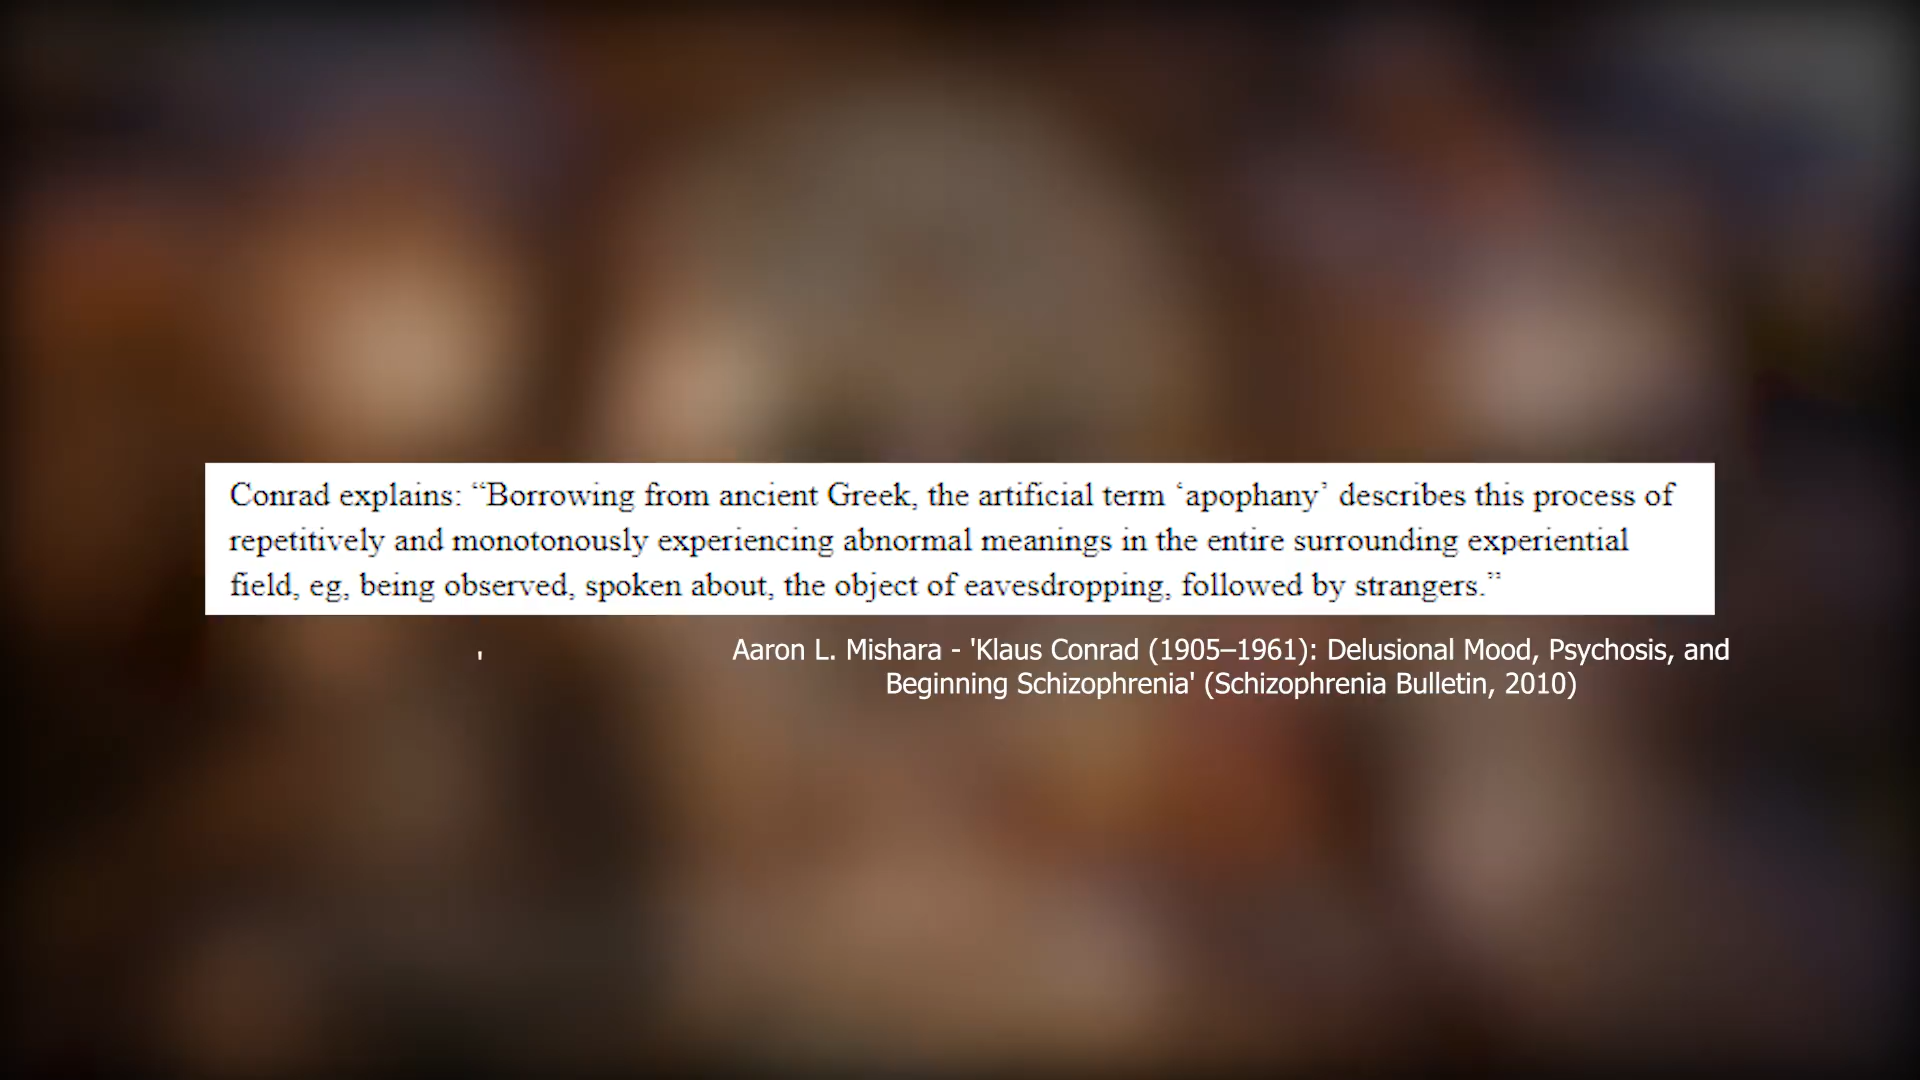 Conrad explains: “Borrowing from ancient Greek, the artificial term ‘apophany’ describes this process of
repetitively and monotonously experiencing abnormal meanings in the entire surrounding experiential
field, eg, being observed, spoken about, the object of eavesdropping, followed by strangers.”
'
Aaron L. Mishara - 'Klaus Conrad (1905–1961): Delusional Mood, Psychosis, and
Beginning Schizophrenia' (Schizophrenia Bulletin, 2010)